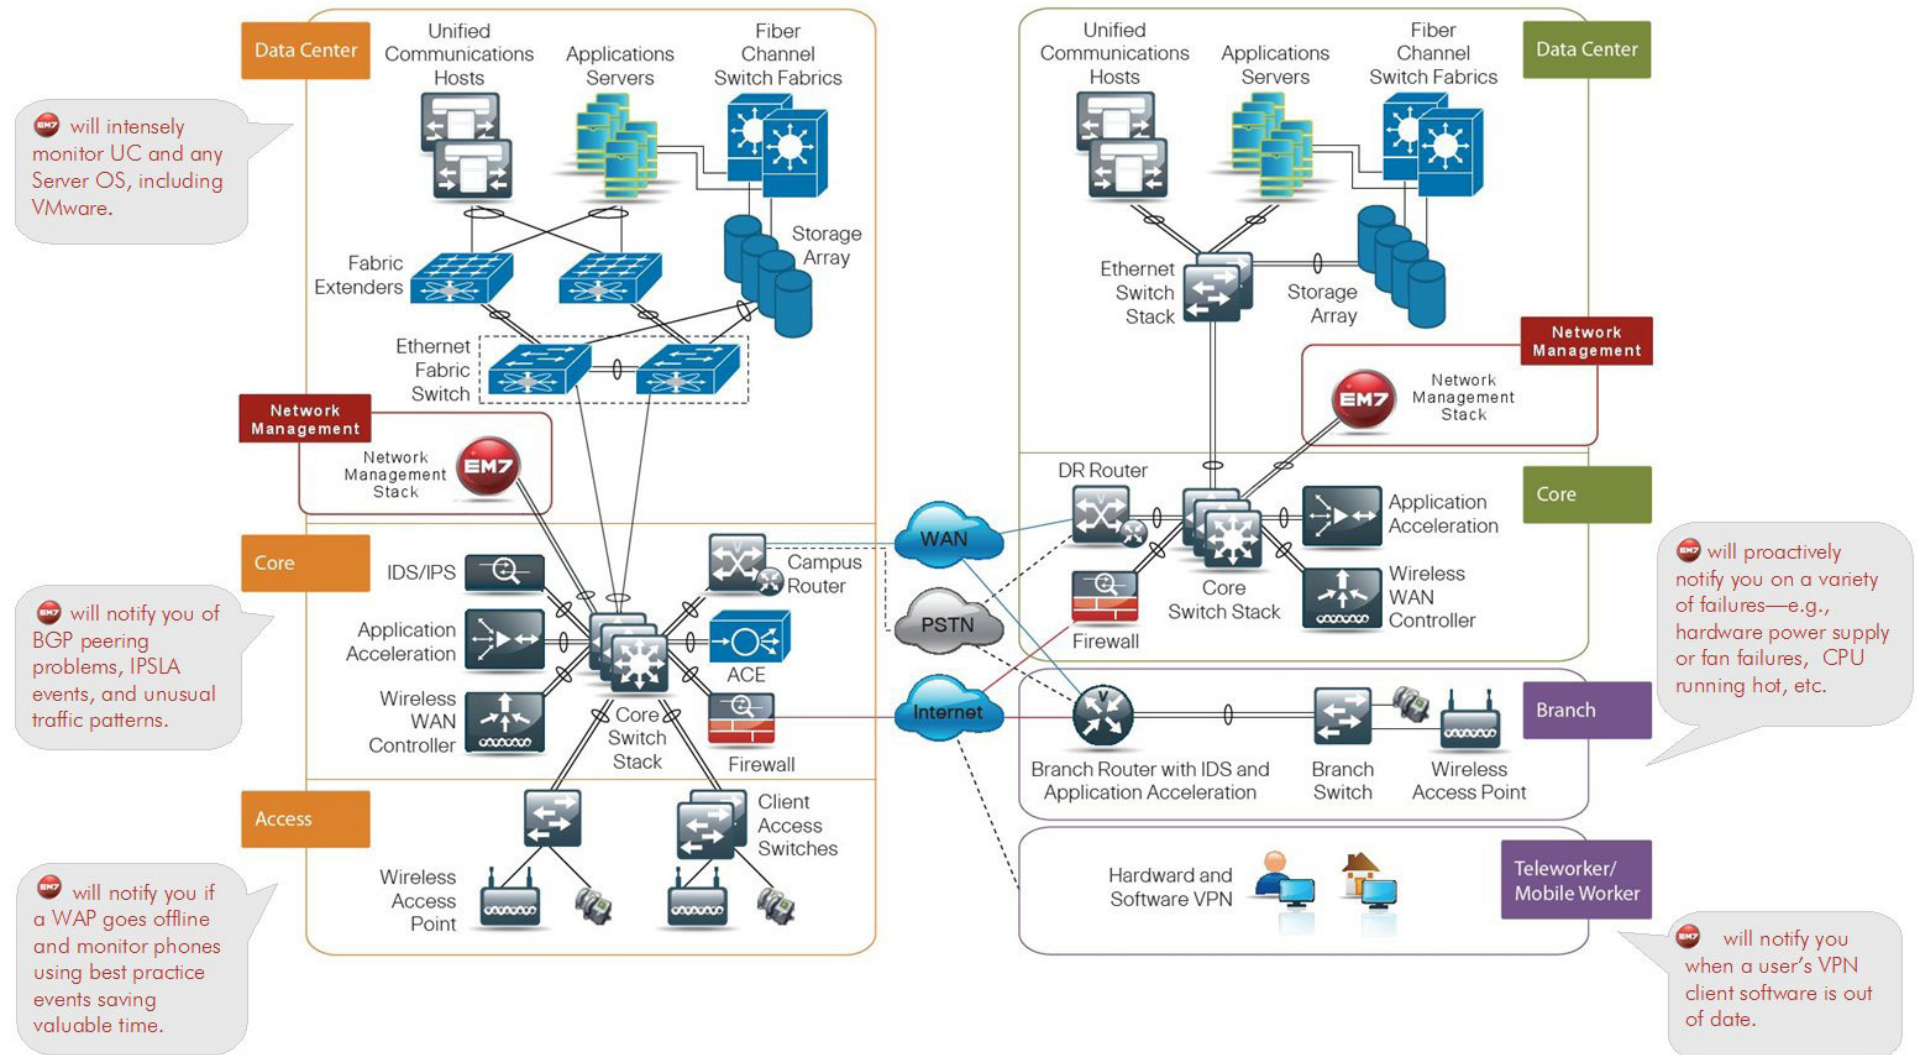 Data Center
Unified
Communications
Hosts
Applications
Servers
Fiber
Channel
Switch Fabrics
EM7 will intensely
monitor UC and any
Server OS, including
VMware.
Fabric
Extenders
Storage
Array
Ethernet
Fabric
Switch
Network
Management
Network
Management
Stack
EM7
Core
IDS/IPS
Application
Acceleration
Wireless
WAN
Controller
Core
Switch
Stack
V
Campus
Router
ACE
Firewall
EM7 will notify you of
BGP peering
problems, IPSLA
events, and unusual
traffic patterns.
Access
Client
Access
Switches
Wireless
Access
Point
EM7 will notify you if
a WAP goes offline
and monitor phones
using best practice
events saving
valuable time.
WAN
PSTN
Internet
Unified
Communications
Hosts
Applications
Servers
Fiber
Channel
Switch Fabrics
Data Center
Ethernet
Switch
Stack
Storage
Array
Network
Management
EM7
Network
Management
Stack
DR Router
V
Core
Application
Acceleration
Core
Switch Stack
Wireless
WAN
Controller
Firewall
EM7 will proactively
notify you on a variety
of failures—e.g.,
hardware power supply
or fan failures, CPU
running hot, etc.
Branch
V
Branch Router with IDS and
Application Acceleration
Branch
Switch
Wireless
Access Point
Teleworker/
Mobile Worker
Hardward and
Software VPN
EM7 will notify you
when a user's VPN
client software is out
of date.